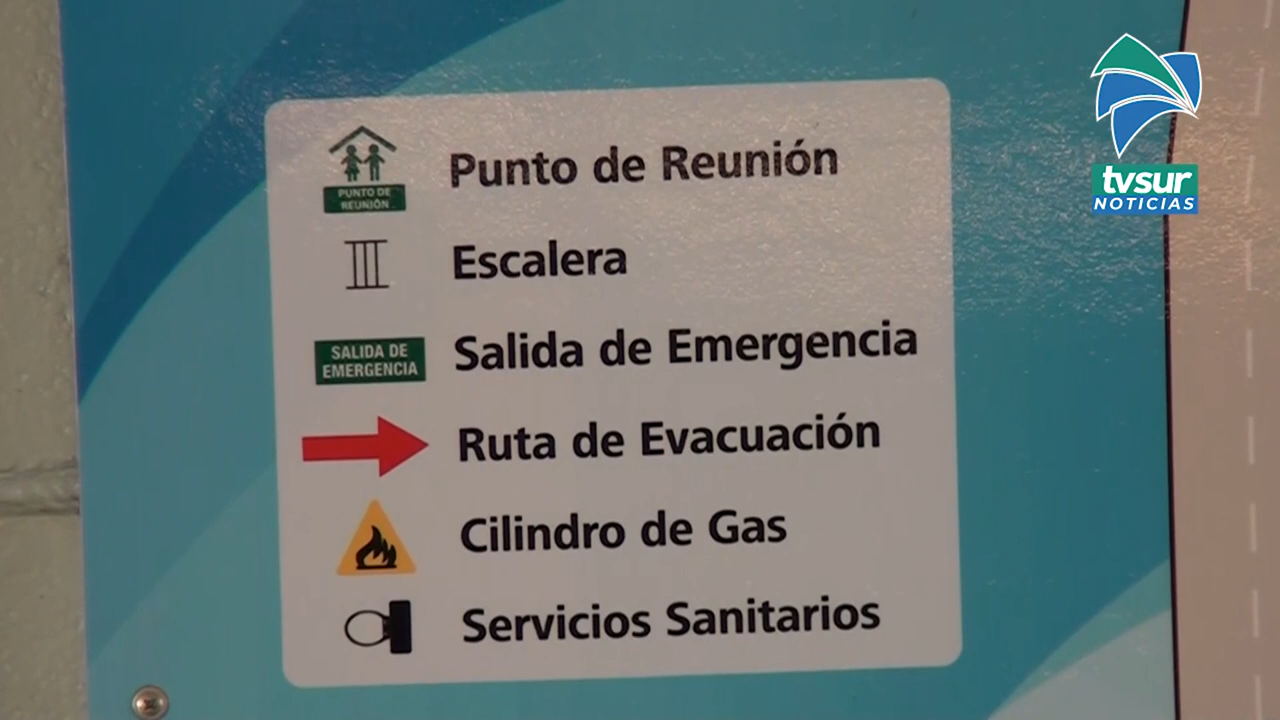 tvsur
NOTICIAS
PUNTO DE
REUNIÓN
Punto de Reunión
Escalera
SALIDA DE
EMERGENCIA
Salida de Emergencia
Ruta de Evacuación
Cilindro de Gas
Servicios Sanitarios